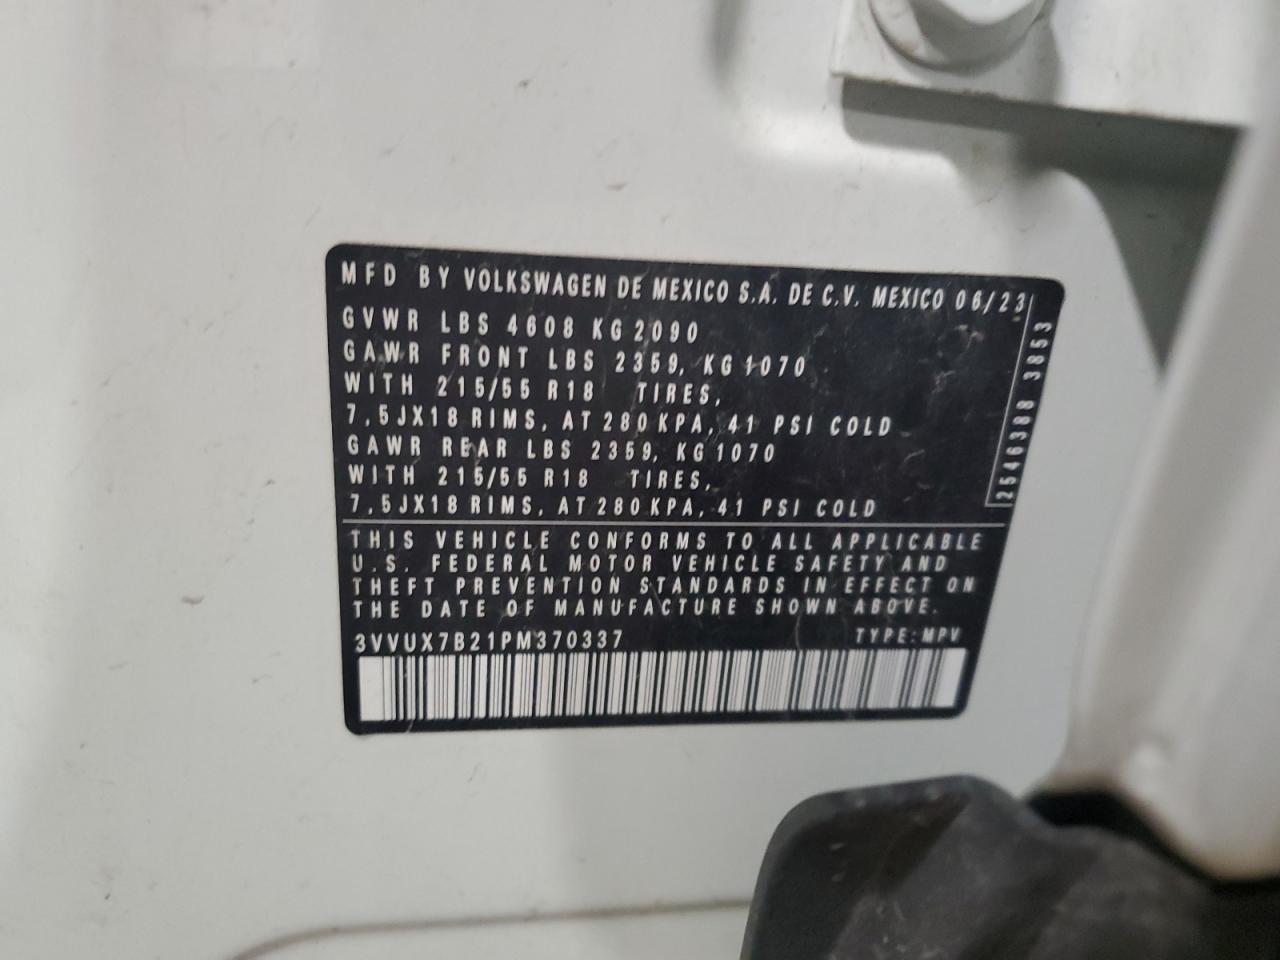 MFD BY VOLKSWAGEN DE MEXICO S.A. DE C.V. MEXICO 06/23
GVWR LBS 4608 KG 2090
GAWR FRONT LBS 2359, KG 1070
WITH 215/55 R18 TIRES,
7,5JX18 RIMS, AT 280 KPA, 41 PSI COLD
GAWR REAR LBS 2359, KG 1070
WITH 215/55 R18 TIRES,
7,5JX18 RIMS, AT 280 KPA, 41 PSI COLD
2546388 3853
THIS VEHICLE CONFORMS TO ALL APPLICABLE
U.S. FEDERAL MOTOR VEHICLE SAFETY AND
THEFT PREVENTION STANDARDS IN EFFECT ON
THE DATE OF MANUFACTURE SHOWN ABOVE.
3VVUX7B21PM370337 TYPE: MPV